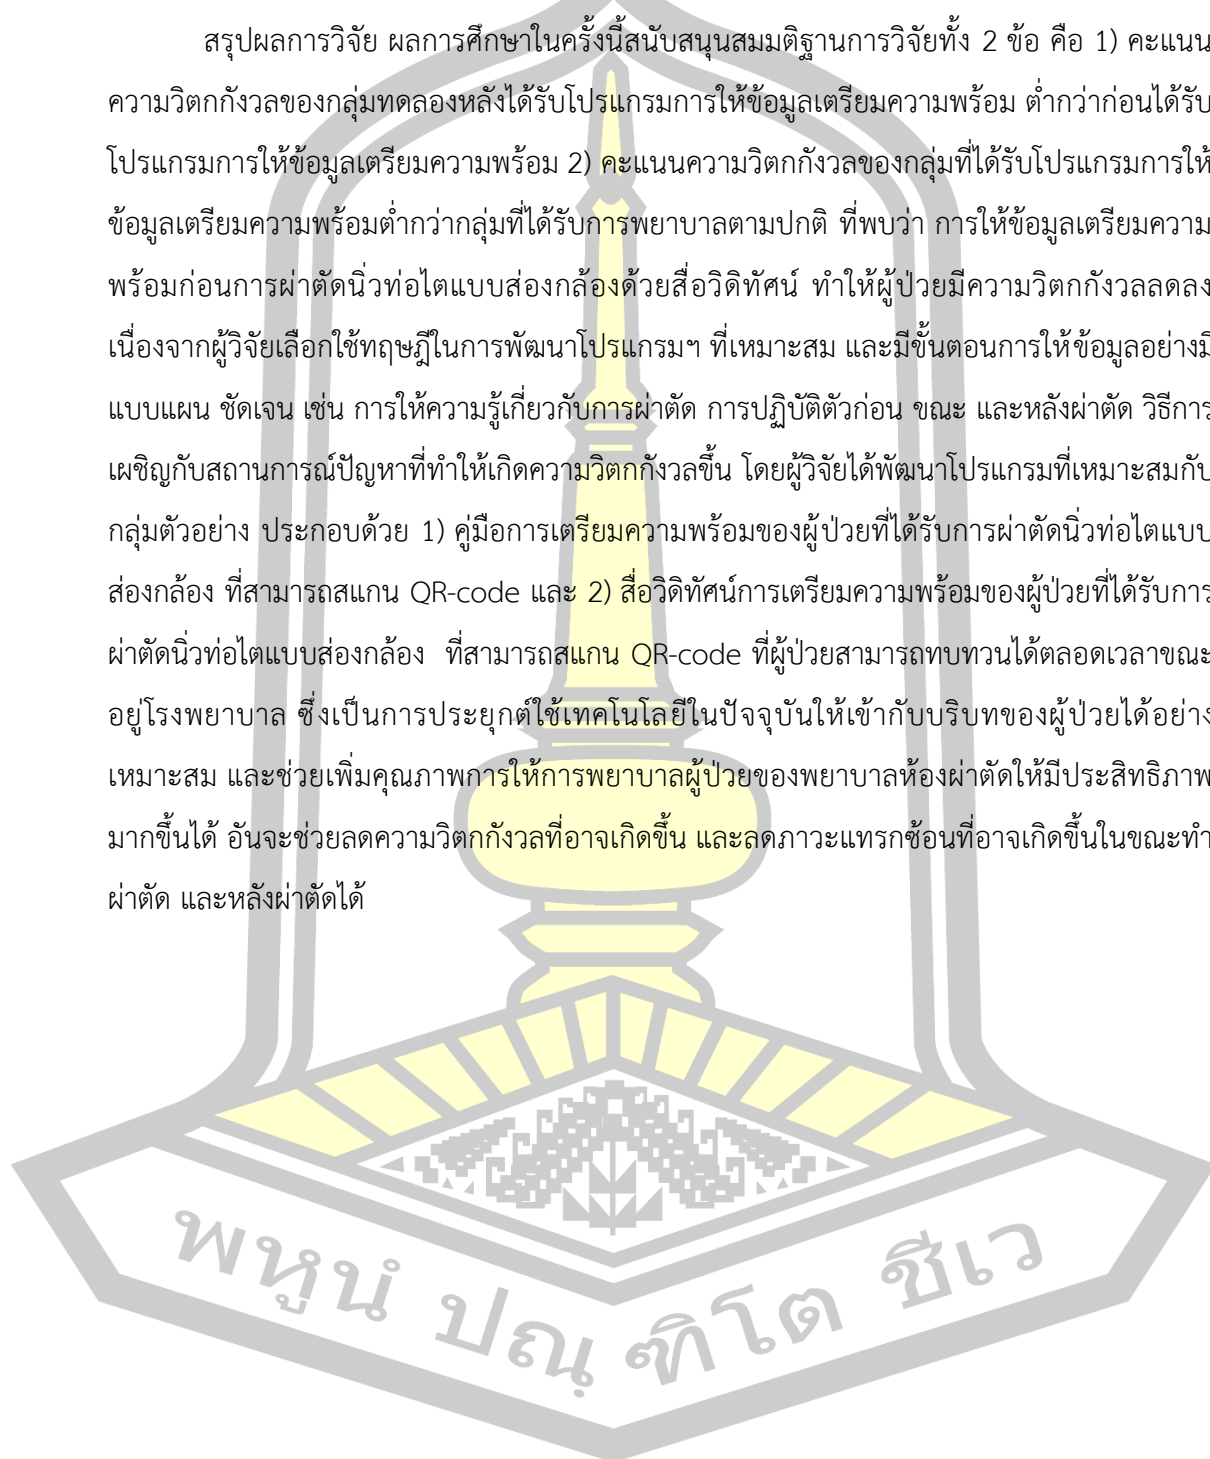 สรุปผลการวิจัย ผลการศึกษาในครั้งนี้สนับสนุนสมมติฐานการวิจัยทั้ง 2 ข้อ คือ 1) คะแนน
ความวิตกกังวลของกลุ่มทดลองหลังได้รับโปรแกรมการให้ข้อมูลเตรียมความพร้อม ต่ำกว่าก่อนได้รับ
โปรแกรมการให้ข้อมูลเตรียมความพร้อม 2) คะแนนความวิตกกังวลของกลุ่มที่ได้รับโปรแกรมการให้
ข้อมูลเตรียมความพร้อมต่ำกว่ากลุ่มที่ได้รับการพยาบาลตามปกติ ที่พบว่า การให้ข้อมูลเตรียมความ
พร้อมก่อนการผ่าตัดนิ่วท่อไตแบบส่องกล้องด้วยสื่อวิดิทัศน์ ทำให้ผู้ป่วยมีความวิตกกังวลลดลง
เนื่องจากผู้วิจัยเลือกใช้ทฤษฎีในการพัฒนาโปรแกรมฯ ที่เหมาะสม และมีขั้นตอนการให้ข้อมูลอย่างมี
แบบแผน ชัดเจน เช่น การให้ความรู้เกี่ยวกับการผ่าตัด การปฏิบัติตัวก่อน ขณะ และหลังผ่าตัด วิธีการ
เผชิญกับสถานการณ์ปัญหาที่ทำให้เกิดความวิตกกังวลขึ้น โดยผู้วิจัยได้พัฒนาโปรแกรมที่เหมาะสมกับ
กลุ่มตัวอย่าง ประกอบด้วย 1) คู่มือการเตรียมความพร้อมของผู้ป่วยที่ได้รับการผ่าตัดนิ่วท่อไตแบบ
ส่องกล้อง ที่สามารถสแกน QR-code และ 2) สื่อวิดิทัศน์การเตรียมความพร้อมของผู้ป่วยที่ได้รับการ
ผ่าตัดนิ่วท่อไตแบบส่องกล้อง ที่สามารถสแกน QR-code ที่ผู้ป่วยสามารถทบทวนได้ตลอดเวลาขณะ
อยู่โรงพยาบาล ซึ่งเป็นการประยุกต์ใช้เทคโนโลยีในปัจจุบันให้เข้ากับบริบทของผู้ป่วยได้อย่าง
เหมาะสม และช่วยเพิ่มคุณภาพการให้การพยาบาลผู้ป่วยของพยาบาลห้องผ่าตัดให้มีประสิทธิภาพ
มากขึ้นได้ อันจะช่วยลดความวิตกกังวลที่อาจเกิดขึ้น และลดภาวะแทรกซ้อนที่อาจเกิดขึ้นในขณะทำ
ผ่าตัด และหลังผ่าตัดได้
พหูนํ ปณฺ ฑิโต ชีเว